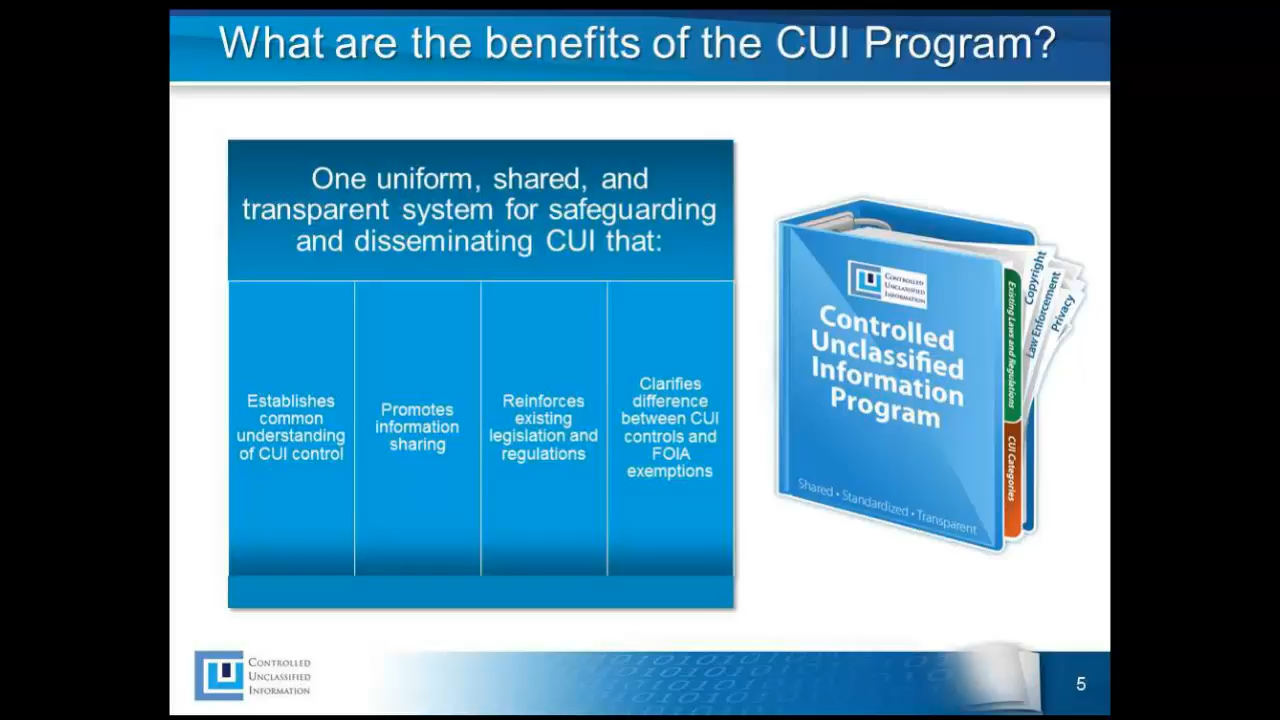 What are the benefits of the CUI Program?
One uniform, shared, and
transparent system for safeguarding
and disseminating CUI that:
Establishes
common
understanding
of CUI control
Promotes
information
sharing
Reinforces
existing
legislation and
regulations
Clarifies
difference
between CUI
controls and
FOIA
exemptions
CONTROLLED
UNCLASSIFIED
INFORMATION
Controlled
Unclassified
Information
Program
Shared • Standardized • Transparent
Existing Laws and Regulations
CUI Categories
Copyright
Law Enforcement
Privacy
CONTROLLED
UNCLASSIFIED
INFORMATION
5